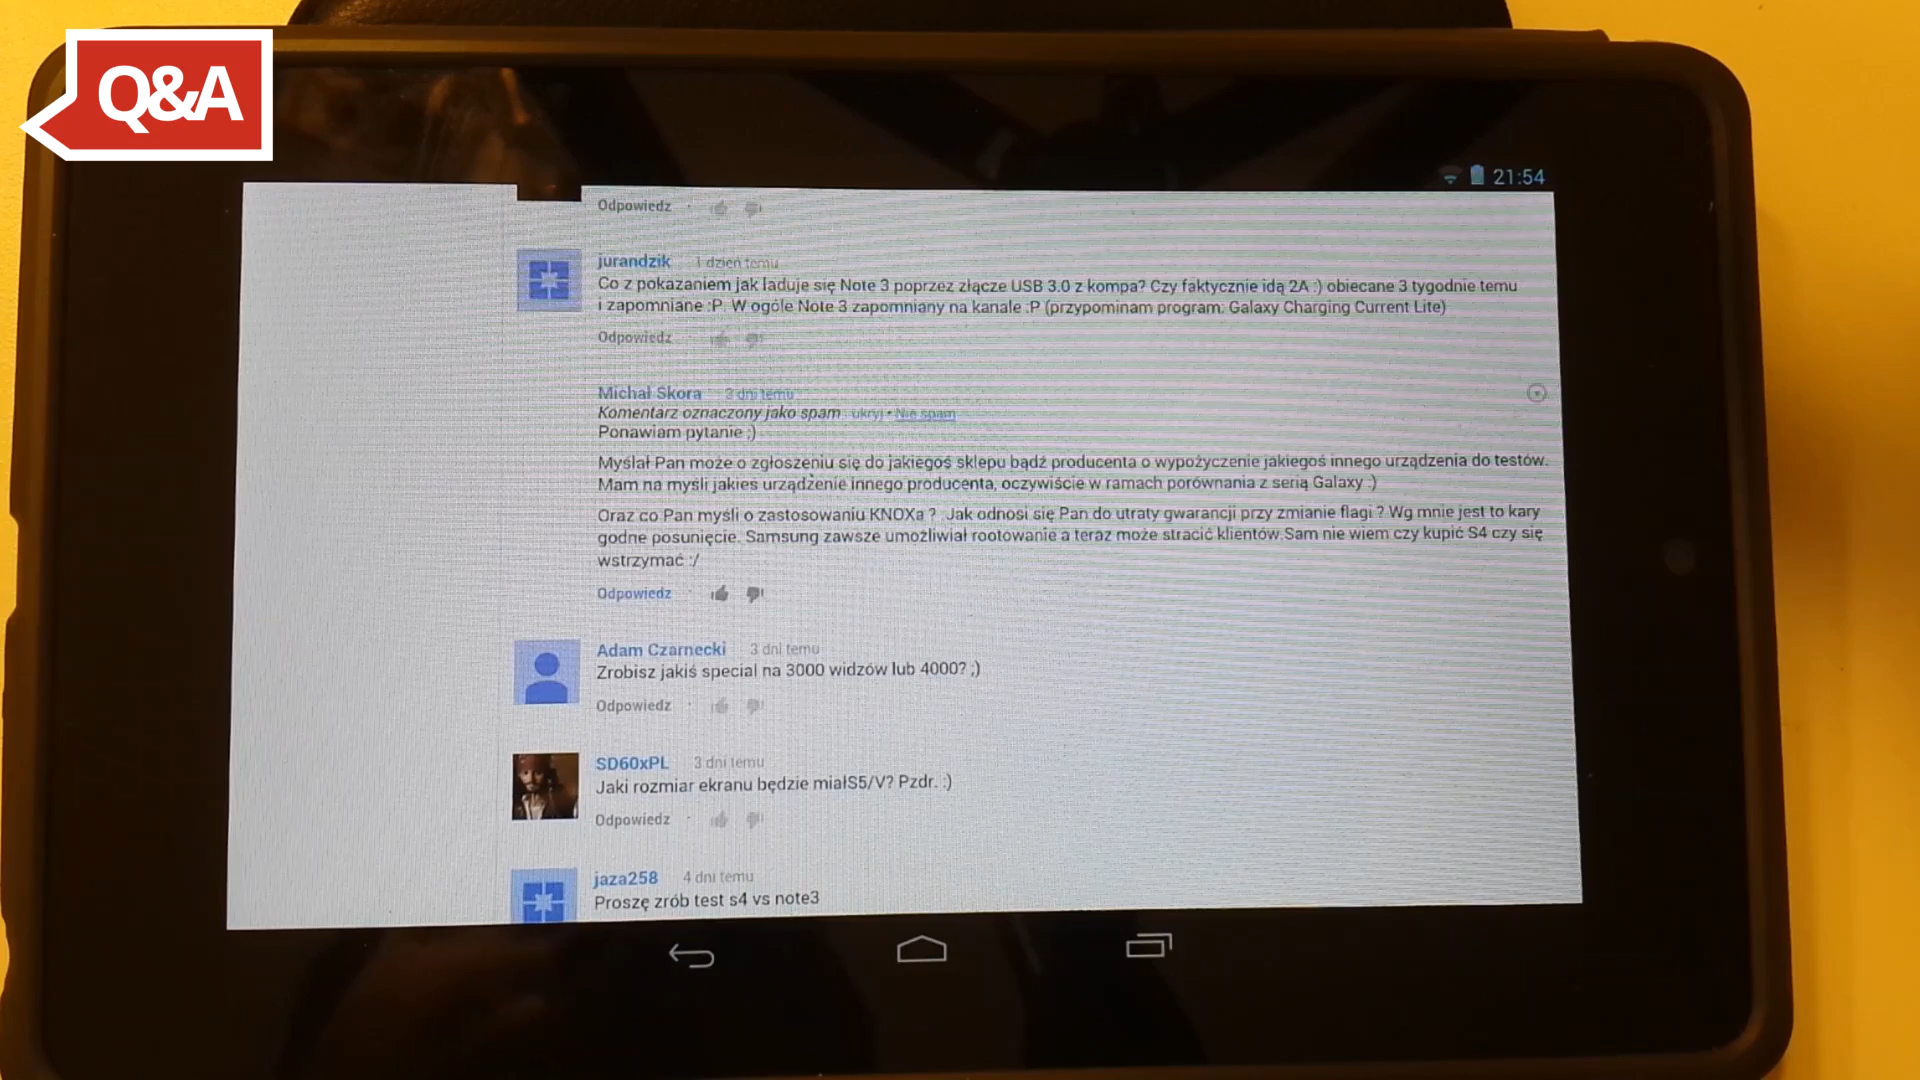 Q&A
21:54
Odpowiedz
jurandzik 1 dzień temu
Co z pokazaniem jak ładuje się Note 3 poprzez złącze USB 3.0 z kompa? Czy faktycznie idą 2A :) obiecane 3 tygodnie temu
i zapomniane :P. W ogóle Note 3 zapomniany na kanale :P (przypominam program: Galaxy Charging Current Lite)
Odpowiedz
Michał Skora 3 dni temu
Komentarz oznaczony jako spam ukryj • Nie spam
Ponawiam pytanie ;)
Myślał Pan może o zgłoszeniu się do jakiegoś sklepu bądź producenta o wypożyczenie jakiegoś innego urządzenia do testów.
Mam na myśli jakieś urządzenie innego producenta, oczywiście w ramach porównania z serią Galaxy :)
Oraz co Pan myśli o zastosowaniu KNOXa ? Jak odnosi się Pan do utraty gwarancji przy zmianie flagi ? Wg mnie jest to kary
godne posunięcie. Samsung zawsze umożliwiał rootowanie a teraz może stracić klientów.Sam nie wiem czy kupić S4 czy się
wstrzymać :/
Odpowiedz
Adam Czarnecki 3 dni temu
Zrobisz jakiś special na 3000 widzów lub 4000? ;)
Odpowiedz
SD60xPL 3 dni temu
Jaki rozmiar ekranu będzie miałS5/V? Pzdr. :)
Odpowiedz
jaza258 4 dni temu
Proszę zrób test s4 vs note3